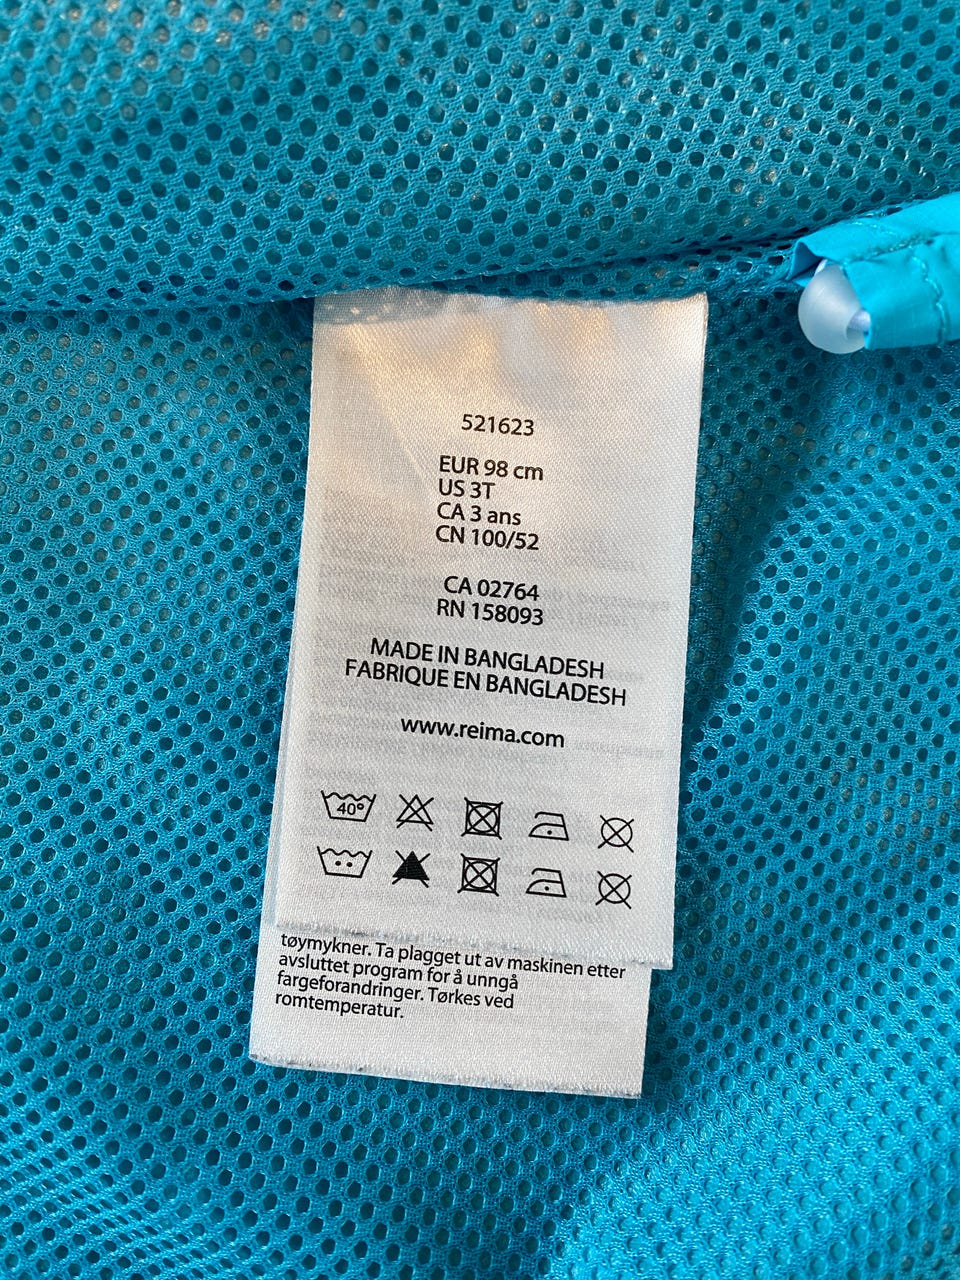 521623
EUR 98 cm
US 3T
CA 3 ans
CN 100/52
CA 02764
RN 158093
MADE IN BANGLADESH
FABRIQUE EN BANGLADESH
www.reima.com
40°
tøymykner. Ta plagget ut av maskinen etter
avsluttet program for å unngå
fargeforandringer. Tørkes ved
romtemperatur.